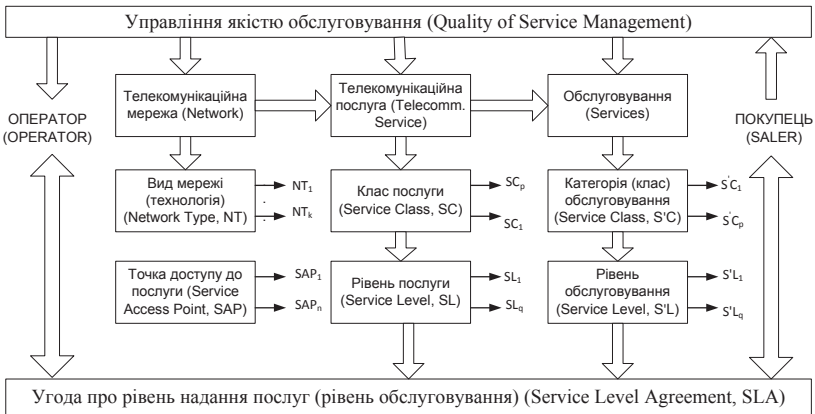 Управління якістю обслуговування (Quality of Service Management)
ОПЕРАТОР
(OPERATOR)
Телекомунікаційна
мережа (Network)
Телекомунікаційна
послуга (Telecomm.
Service)
Обслуговування
(Services)
ПОКУПЕЦЬ
(SALER)
Вид мережі
(технологія)
(Network Type, NT)
NT1
.
.
NTk
Клас послуги
(Service Class, SC)
SCp
SC1
Категорія (клас)
обслуговування
(Service Class, S'C)
S'C1
S'Cp
Точка доступу до
послуги (Service
Access Point, SAP)
SAP1
SAPn
Рівень послуги
(Service Level, SL)
SL1
SLq
Рівень
обслуговування
(Service Level, S'L)
S'L1
S'Lq
Угода про рівень надання послуг (рівень обслуговування) (Service Level Agreement, SLA)